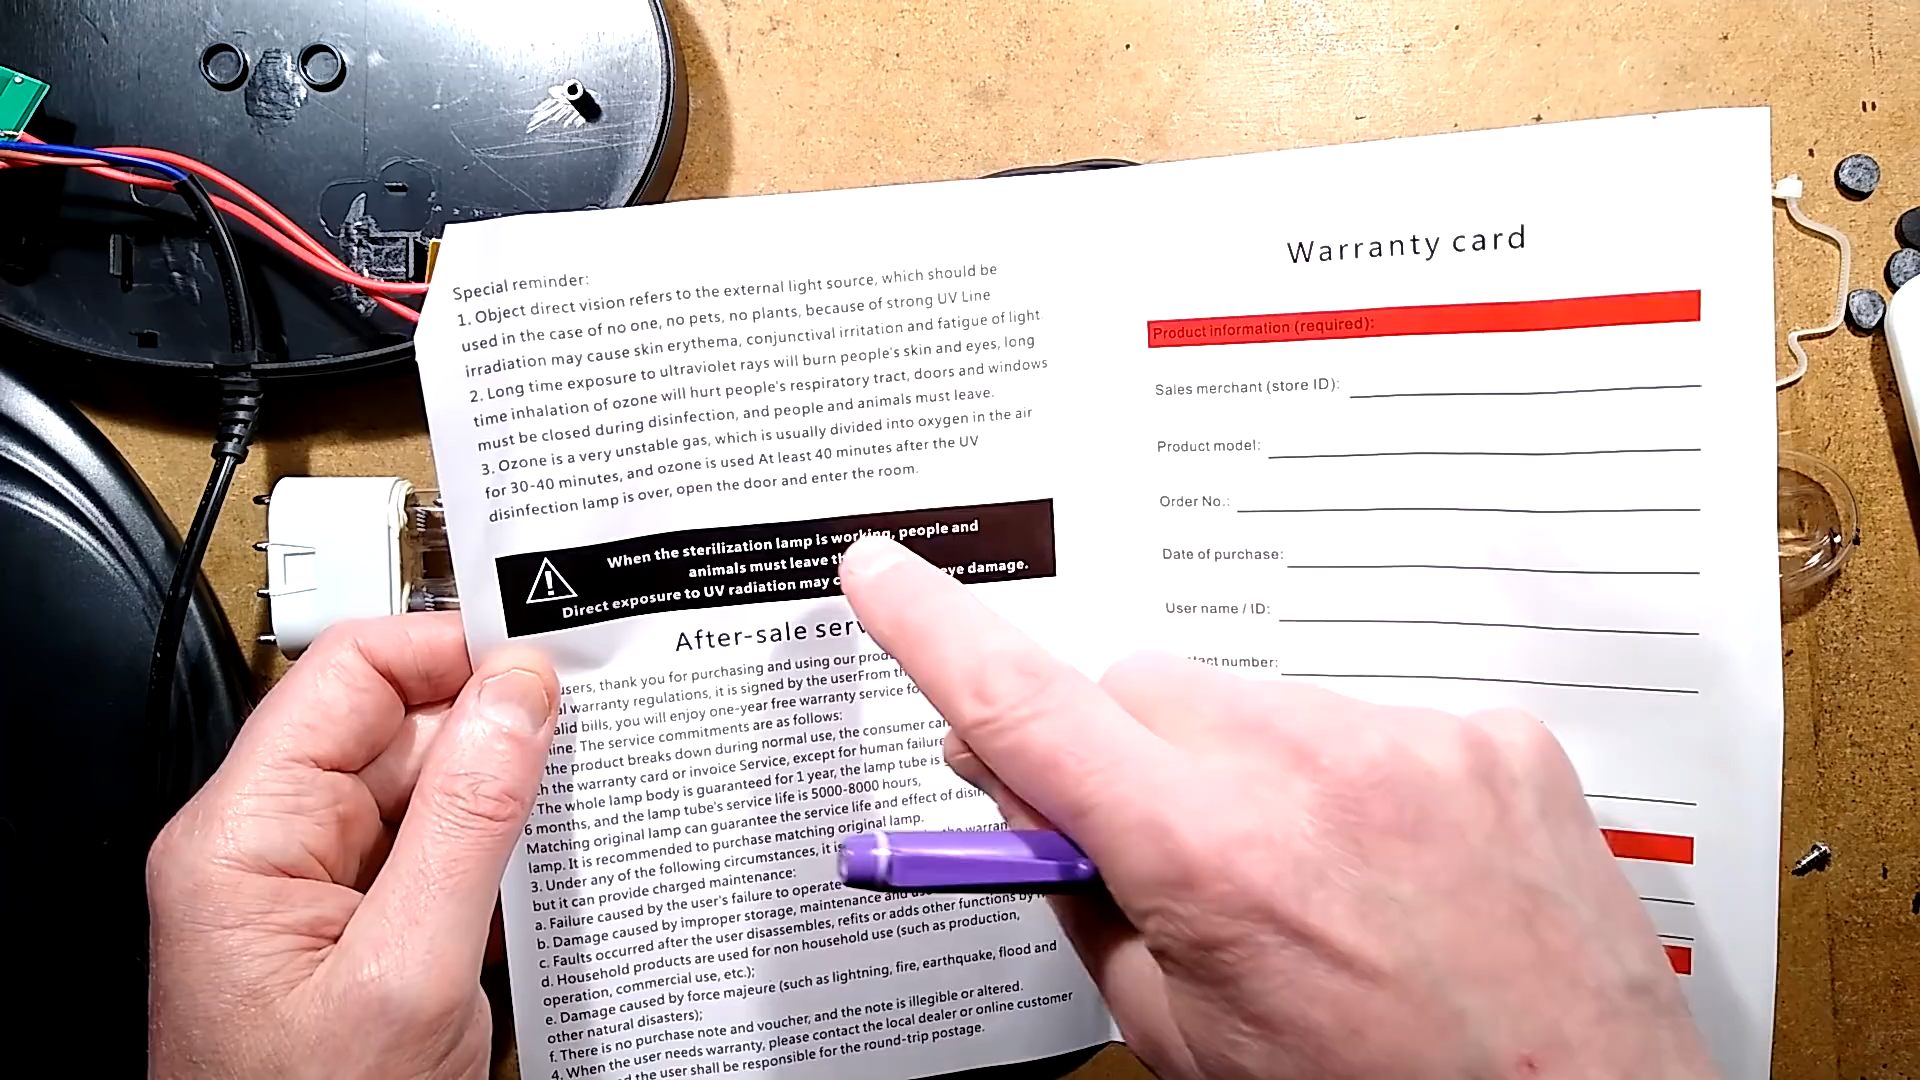 Special reminder:
1. Object direct vision refers to the external light source, which should be
used in the case of no one, no pets, no plants, because of strong UV Line
irradiation may cause skin erythema, conjunctival irritation and fatigue of light
2. Long time exposure to ultraviolet rays will burn people's skin and eyes, long
time inhalation of ozone will hurt people's respiratory tract, doors and windows
must be closed during disinfection, and people and animals must leave.
3. Ozone is a very unstable gas, which is usually divided into oxygen in the air
for 30-40 minutes, and ozone is used At least 40 minutes after the UV
disinfection lamp is over, open the door and enter the room.
When the sterilization lamp is working, people and
animals must leave
Direct exposure to UV radiation may eye damage.
After-sale
users, thank you for purchasing and using our
warranty regulations, it is signed by the userFrom
valid bills, you will enjoy one-year free warranty service
The service commitments are as follows:
the product breaks down during normal use, the consumer can
the warranty card or invoice Service, except for human failure
The whole lamp body is guaranteed for 1 year, the lamp tube is
6 months, and the lamp tube's service life is 5000-8000 hours,
Matching original lamp can guarantee the service life and effect of
lamp. It is recommended to purchase matching original lamp.
3. Under any of the following circumstances, it is
but it can provide charged maintenance:
a. Failure caused by the user's failure to operate
b. Damage caused by improper storage, maintenance and
c. Faults occurred after the user disassembles, refits or adds other functions by
d. Household products are used for non household use (such as production,
operation, commercial use, etc.);
e. Damage caused by force majeure (such as lightning, fire, earthquake, flood and
other natural disasters);
f. There is no purchase note and voucher, and the note is illegible or altered.
4. When the user needs warranty, please contact the local dealer or online customer
the user shall be responsible for the round-trip postage.
Warranty card
Product information (required):
Sales merchant (store ID):
Product model:
Order No.:
Date of purchase:
User name / ID:
number: